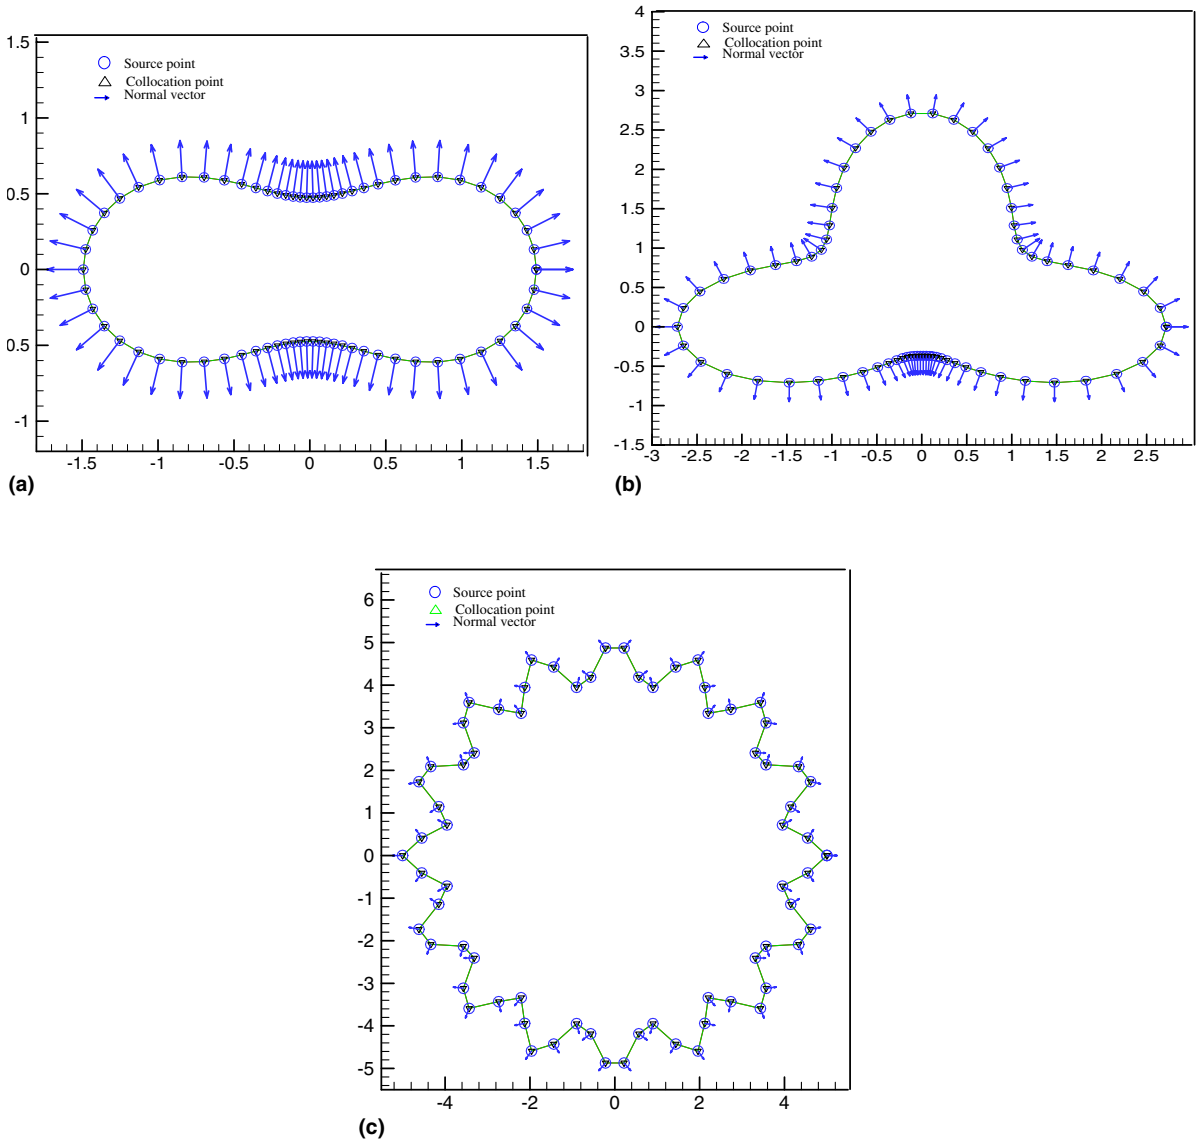 1.5
Source point
Collocation point
Normal vector
1
0.5
0
0.5
-1
-1.5 -1 -0.5 0 0.5 1 1.5
(a)
4
Source point
Collocation point
Normal vector
3.5
3
2.5
2
1.5
1
0.5
0
-0.5
-1
-1.5
-3 -2.5 -2 -1.5 -1 -0.5 0 0.5 1 1.5 2 2.5
(b)
Source point
Collocation point
Normal vector
6
5
4
3
2
1
0
-1
-2
-3
-4
-5
-4 -2 0 2 4
(c)